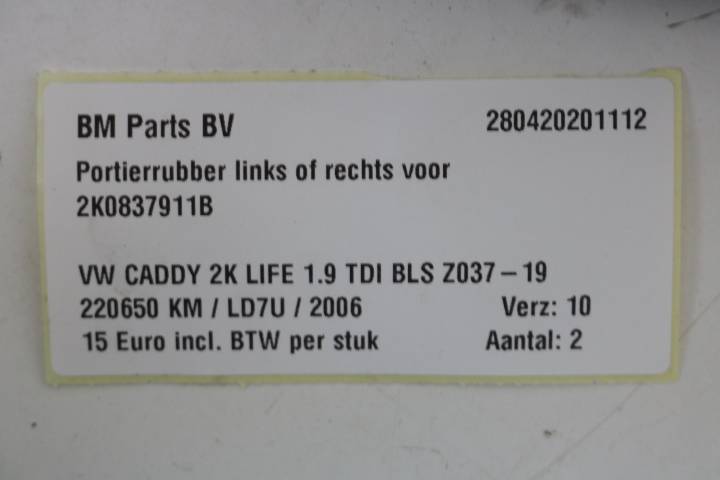 BM Parts BV 280420201112
Portierrubber links of rechts voor
2K0837911B
VW CADDY 2K LIFE 1.9 TDI BLS Z037-19
220650 KM / LD7U / 2006 Verz: 10
15 Euro incl. BTW per stuk Aantal: 2